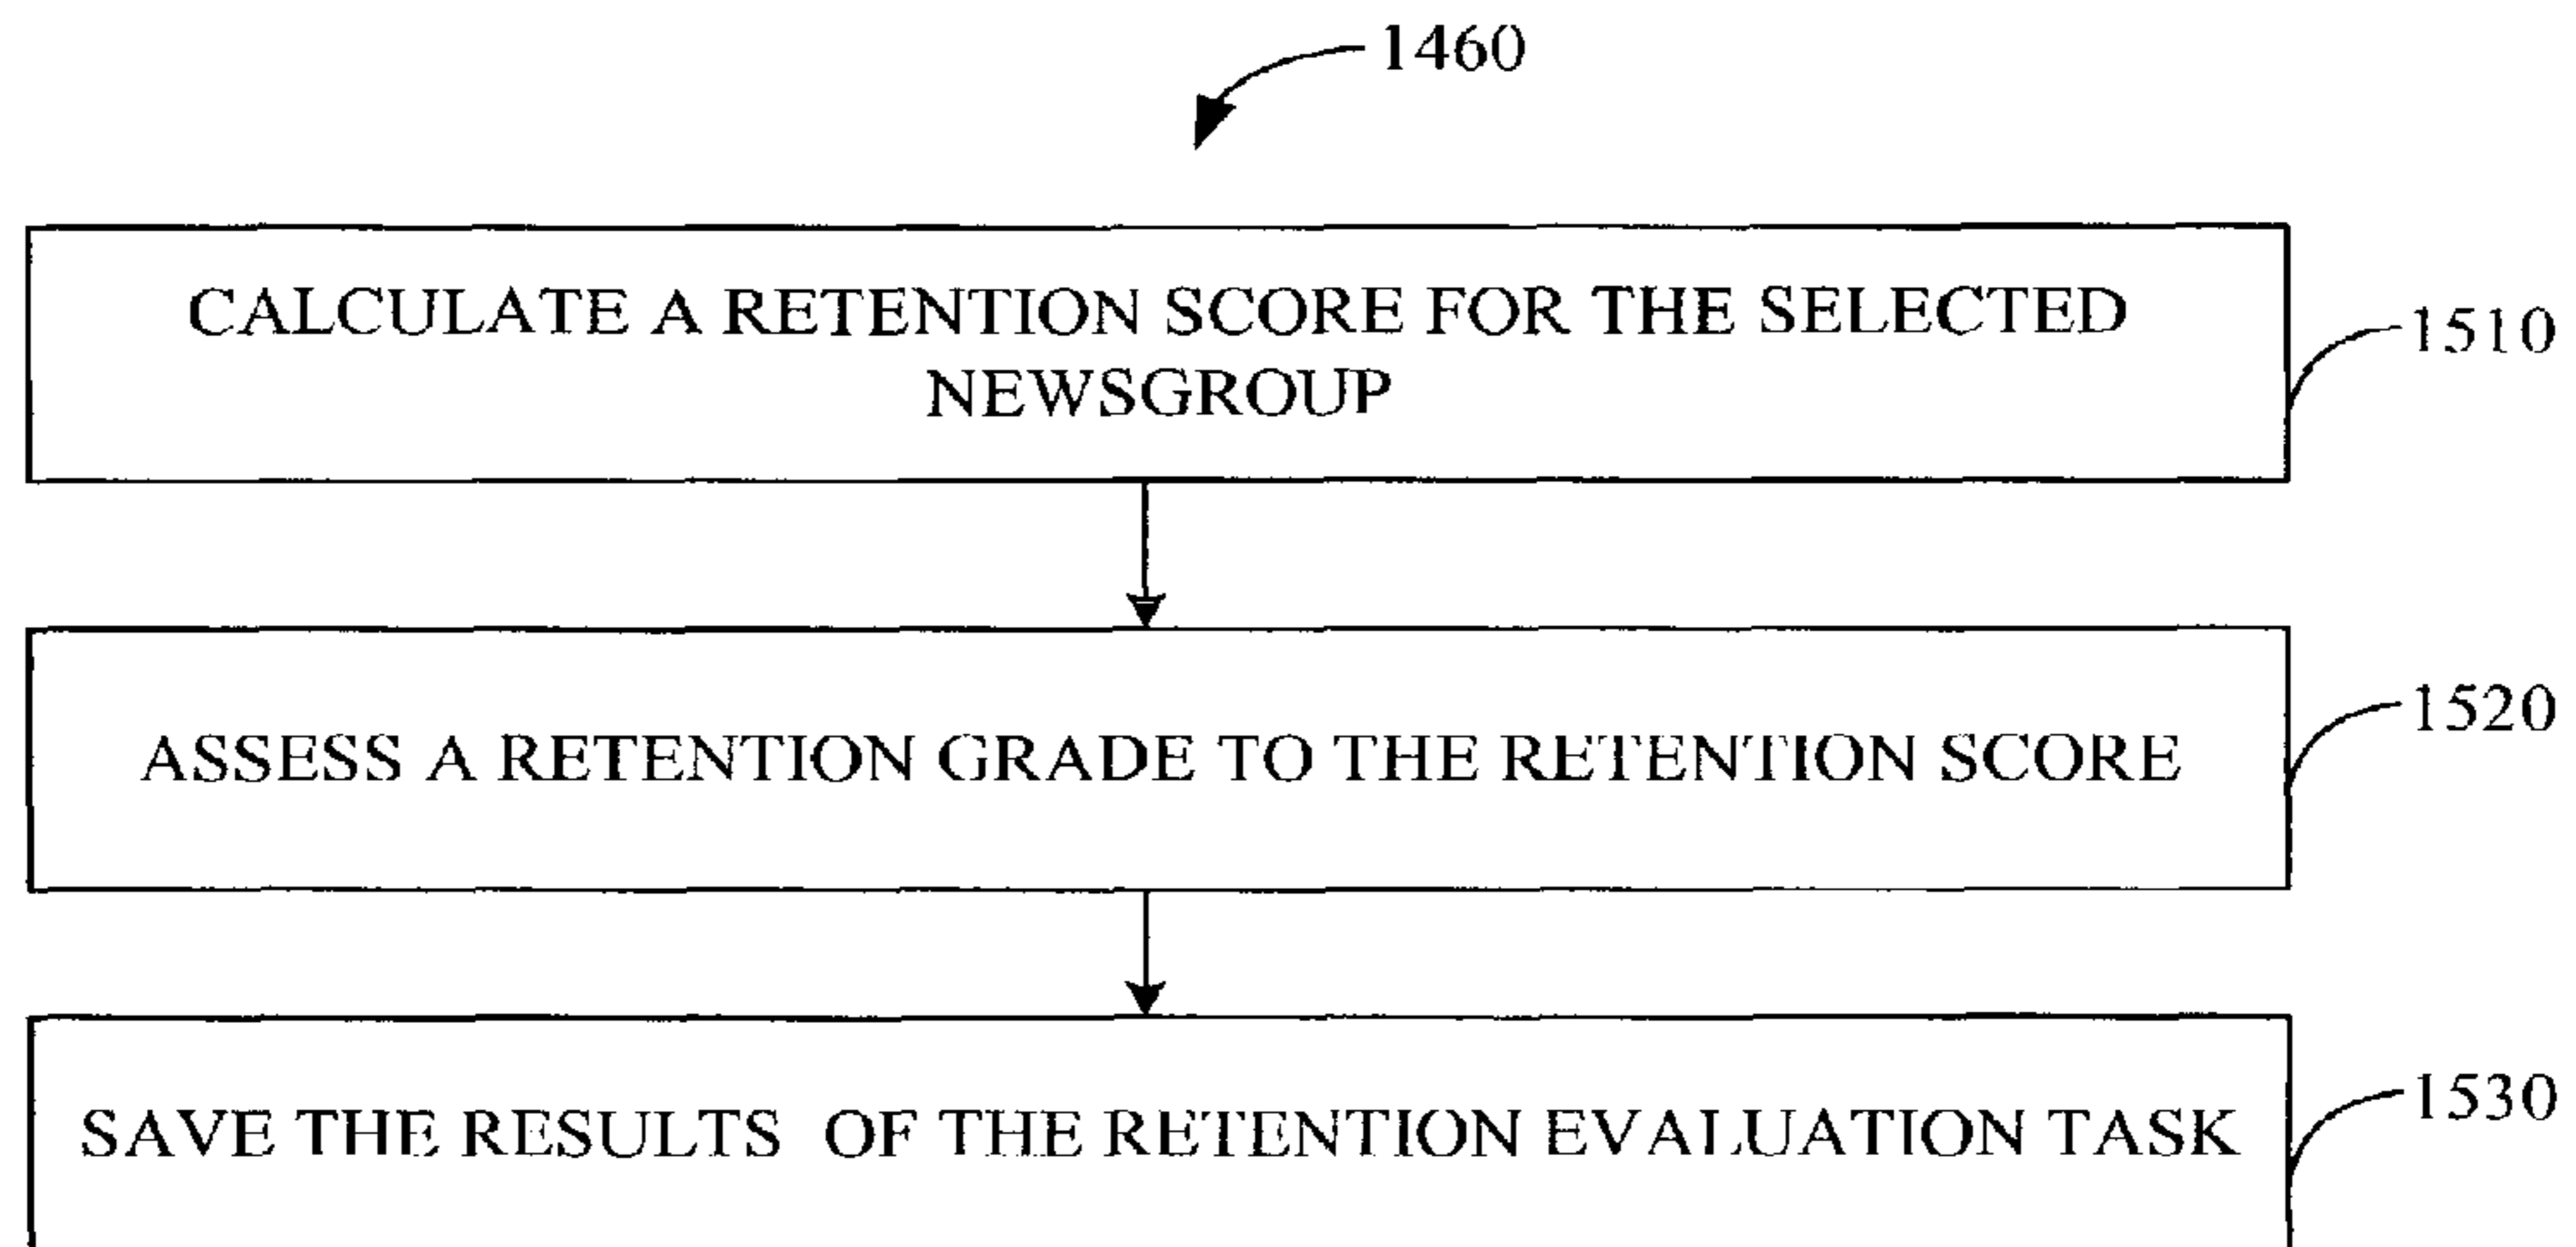 1460
CALCULATE A RETENTION SCORE FOR THE SELECTED
NEWSGROUP
1510
ASSESS A RETENTION GRADE TO THE RETENTION SCORE
1520
SAVE THE RESULTS OF THE RETENTION EVALUATION TASK
1530